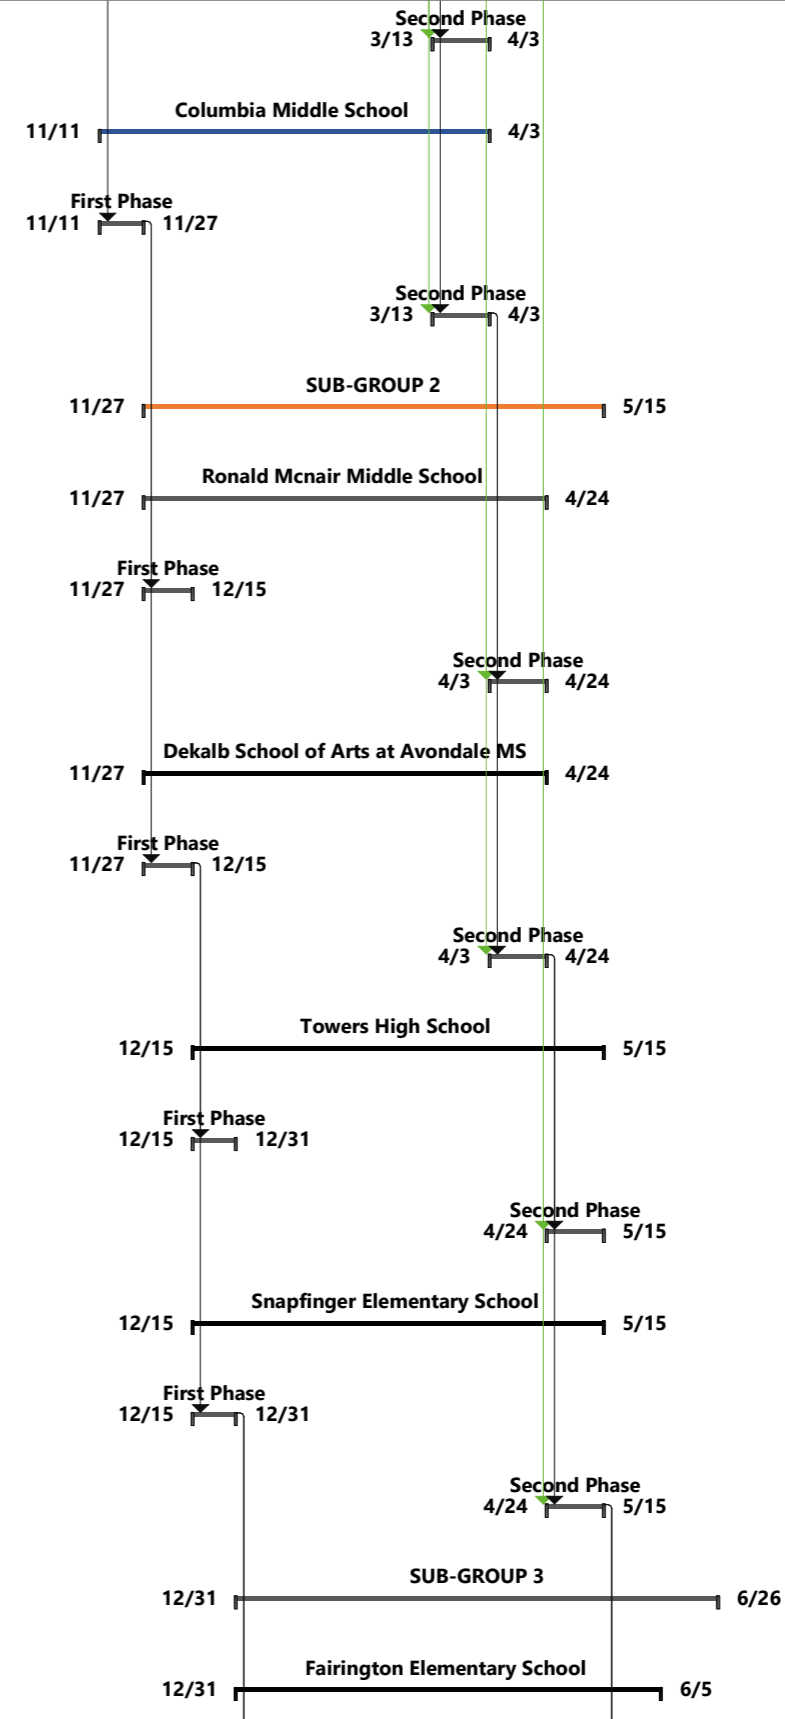 Second Phase
3/13 4/3
Columbia Middle School
11/11 4/3
First Phase
11/11 11/27
Second Phase
3/13 4/3
SUB-GROUP 2
11/27 5/15
Ronald Mcnair Middle School
11/27 4/24
First Phase
11/27 12/15
Second Phase
4/3 4/24
Dekalb School of Arts at Avondale MS
11/27 4/24
First Phase
11/27 12/15
Second Phase
4/3 4/24
Towers High School
12/15 5/15
First Phase
12/15 12/31
Second Phase
4/24 5/15
Snapfinger Elementary School
12/15 5/15
First Phase
12/15 12/31
Second Phase
4/24 5/15
SUB-GROUP 3
12/31 6/26
Fairington Elementary School
12/31 6/5